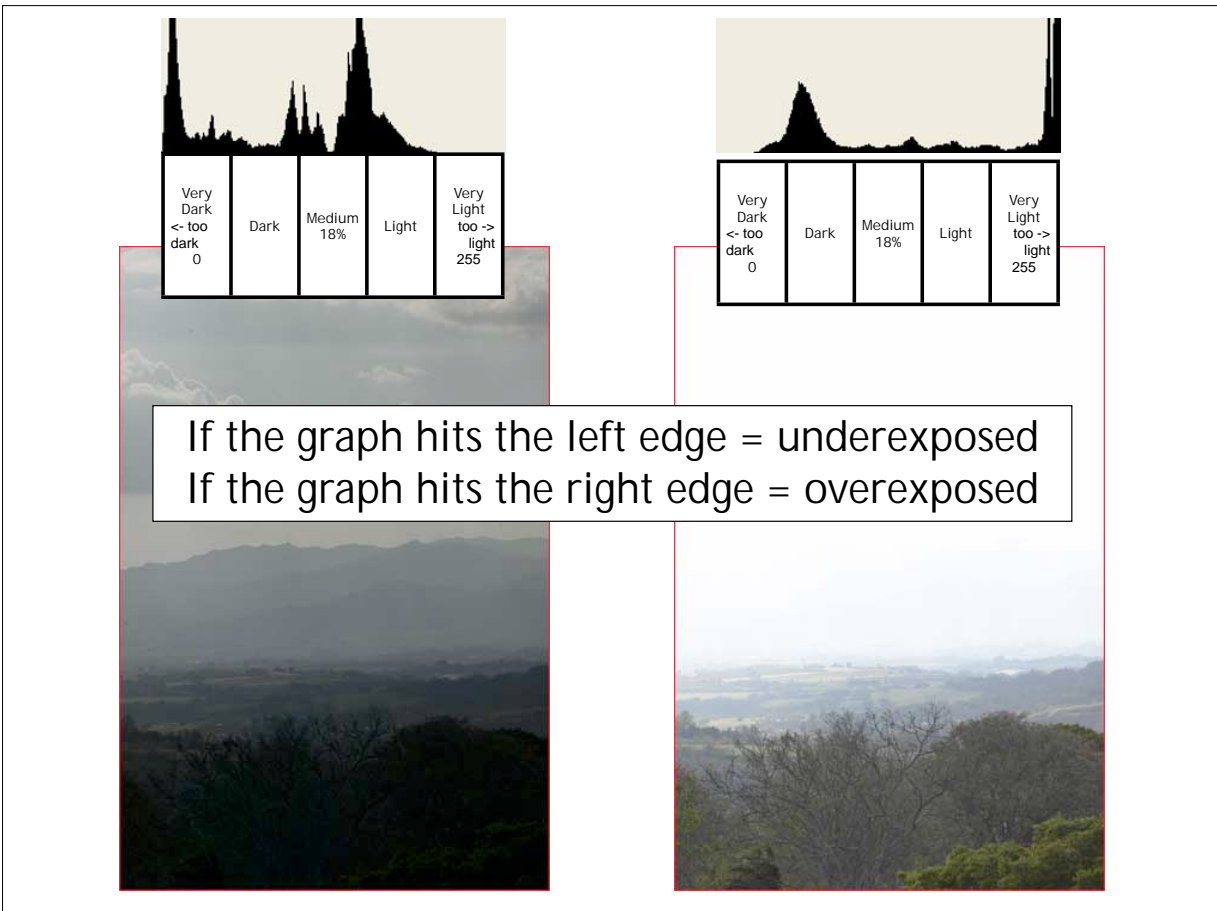 Very
Dark
<- too
dark
0
Dark
Medium
18%
Light
Very
Light
too ->
light
255
Very
Dark
<- too
dark
0
Dark
Medium
18%
Light
Very
Light
too ->
light
255
If the graph hits the left edge = underexposed
If the graph hits the right edge = overexposed